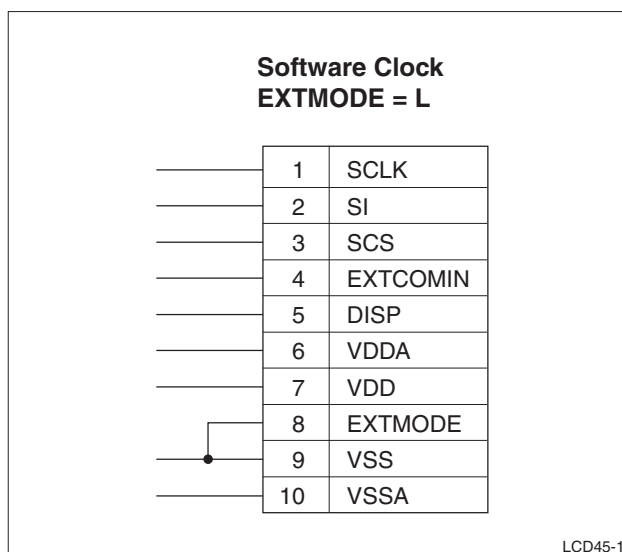 Software Clock
EXTMODE = L
1 SCLK
2 SI
3 SCS
4 EXTCOMIN
5 DISP
6 VDDA
7 VDD
8 EXTMODE
9 VSS
10 VSSA
LCD45-1